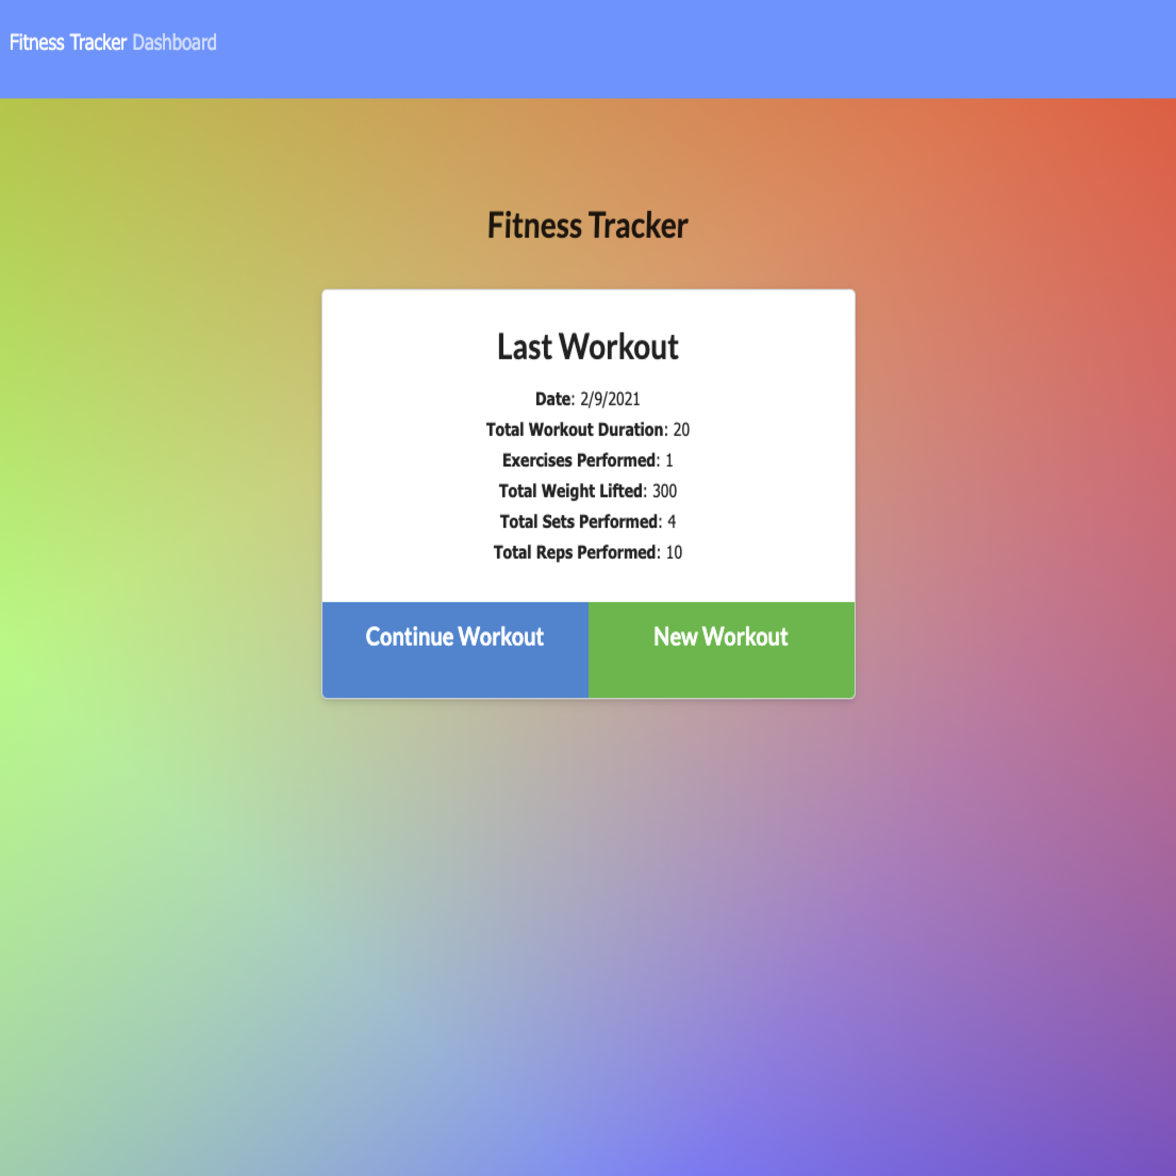 Fitness Tracker Dashboard
Fitness Tracker
Last Workout
Date: 2/9/2021
Total Workout Duration: 20
Exercises Performed: 1
Total Weight Lifted: 300
Total Sets Performed: 4
Total Reps Performed: 10
Continue Workout New Workout